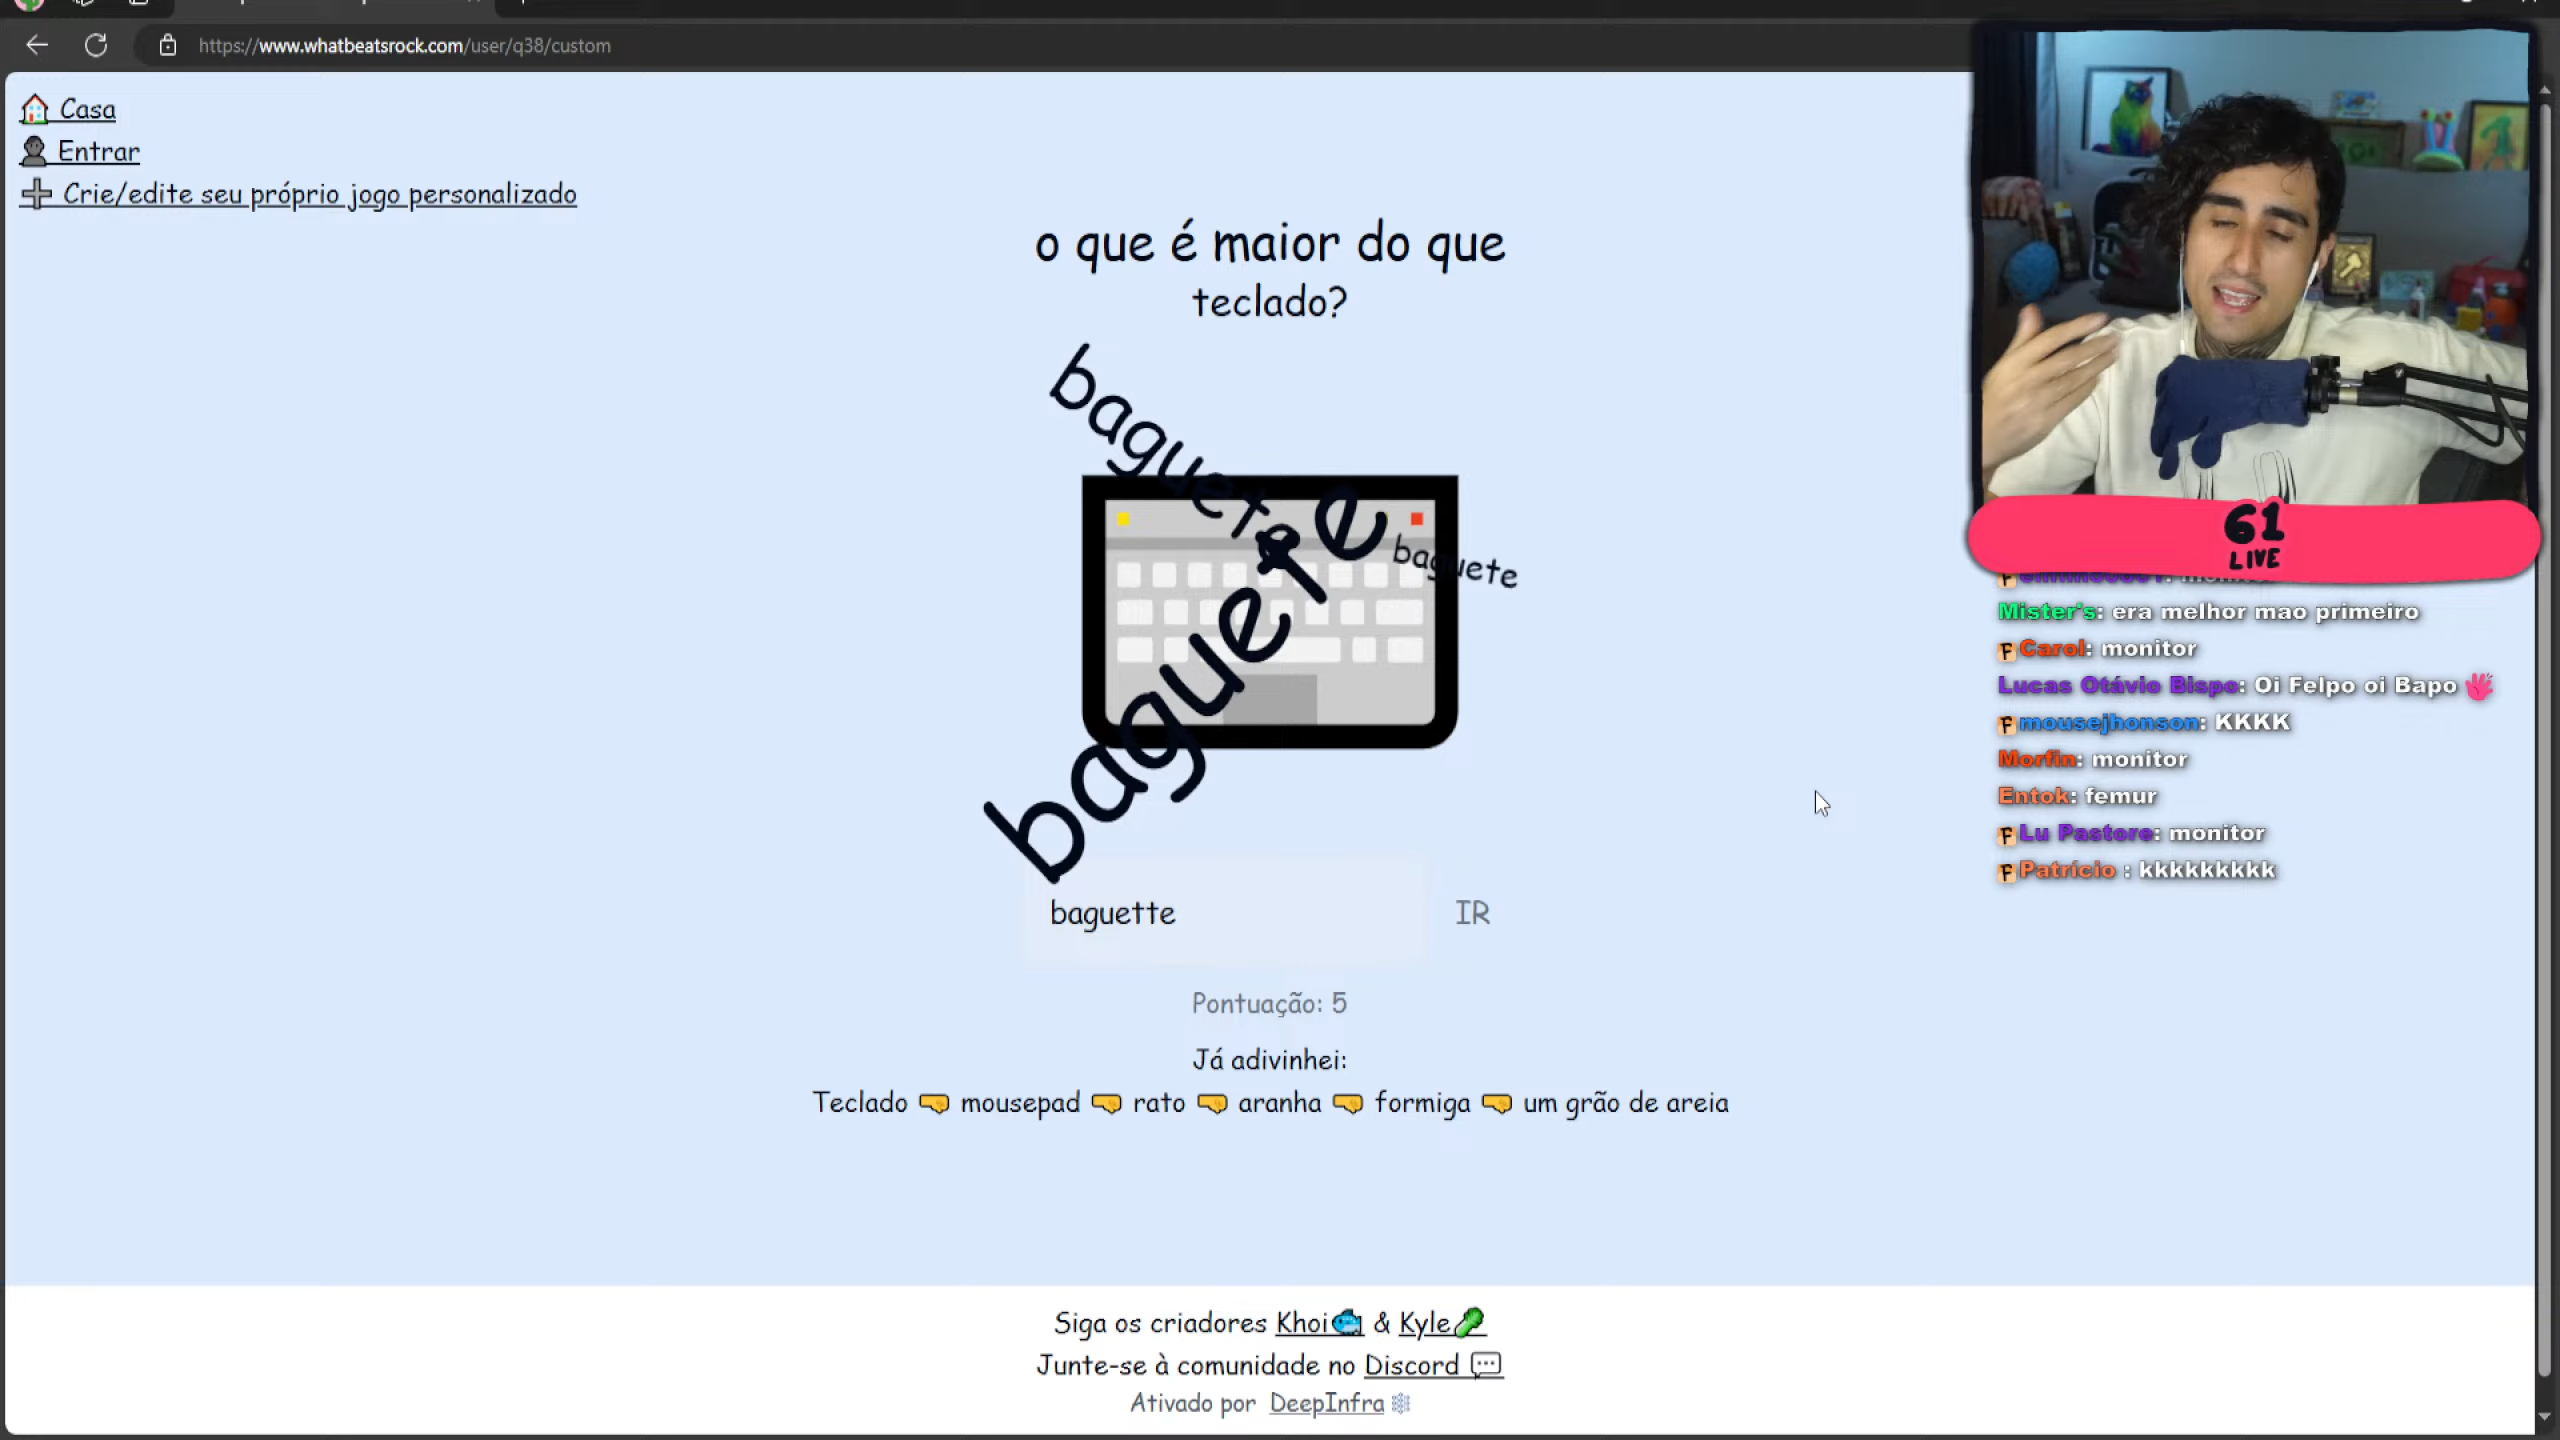 https://www.whatbeatsrock.com/user/q38/custom
Casa
Entrar
Crie/edite seu próprio jogo personalizado
o que é maior do que
teclado?
baguete
baguete
baguete
baguette
IR
Pontuação: 5
Já adivinhei:
Teclado 🤜 mousepad 🤜 rato 🤜 aranha 🤜 formiga 🤜 um grão de areia
Siga os criadores Khoi & Kyle
Junte-se à comunidade no Discord
Ativado por DeepInfra
61
LIVE
Mister's: era melhor mao primeiro
Carol: monitor
Lucas Otávio Bispo: Oi Felpo oi Bapo
mousejhonson: KKKK
Morfin: monitor
Entok: femur
Lu Pastore: monitor
Patrício : kkkkkkkkk